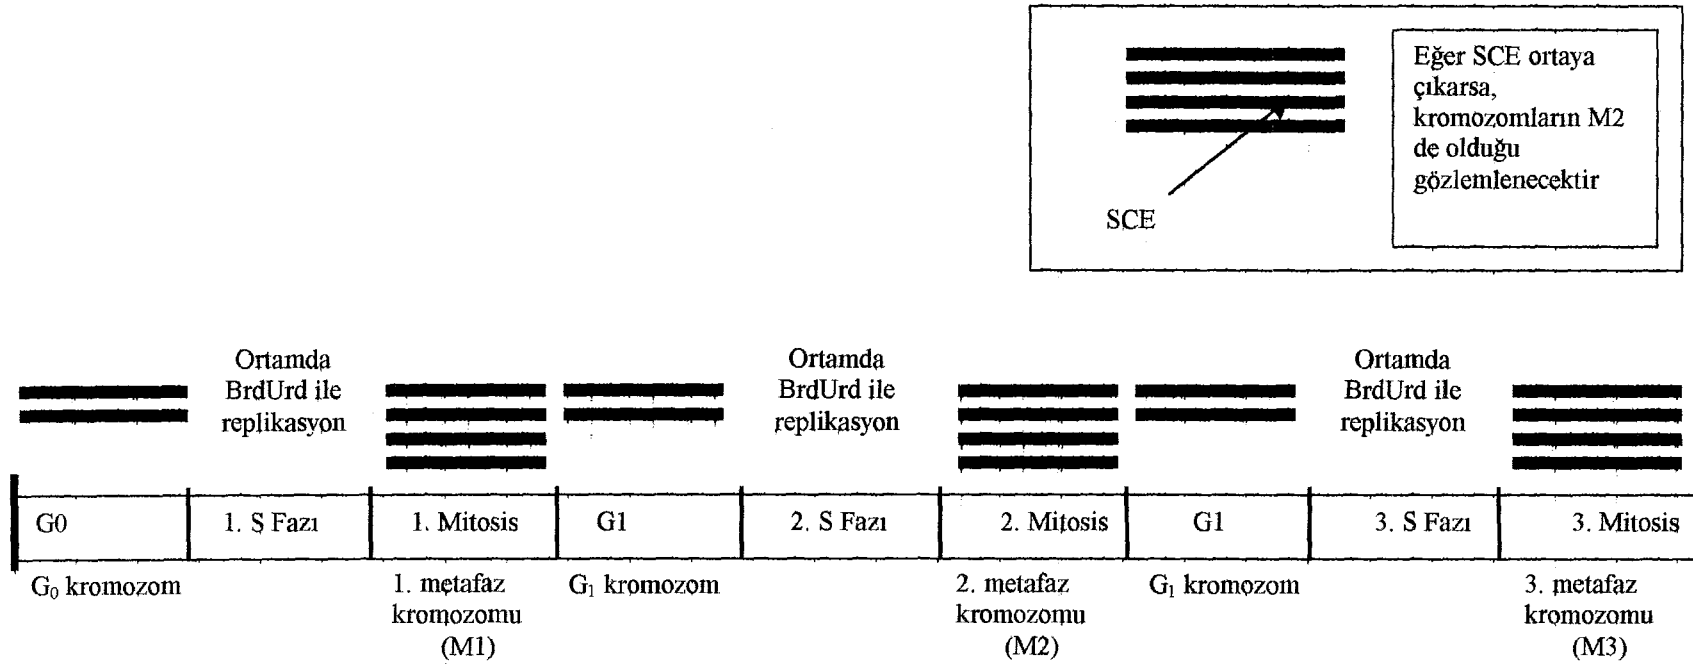 Eğer SCE ortaya
çıkarsa,
kromozomların M2
de olduğu
gözlemlenecektir
SCE
Ortamda
BrdUrd ile
replikasyon
Ortamda
BrdUrd ile
replikasyon
Ortamda
BrdUrd ile
replikasyon
G0
1. S Fazı
1. Mitosis
G1
2. S Fazı
2. Mitosis
G1
3. S Fazı
3. Mitosis
G₀ kromozom
1. metafaz
kromozomu
(M1)
G₁ kromozom
2. metafaz
kromozomu
(M2)
G₁ kromozom
3. metafaz
kromozomu
(M3)